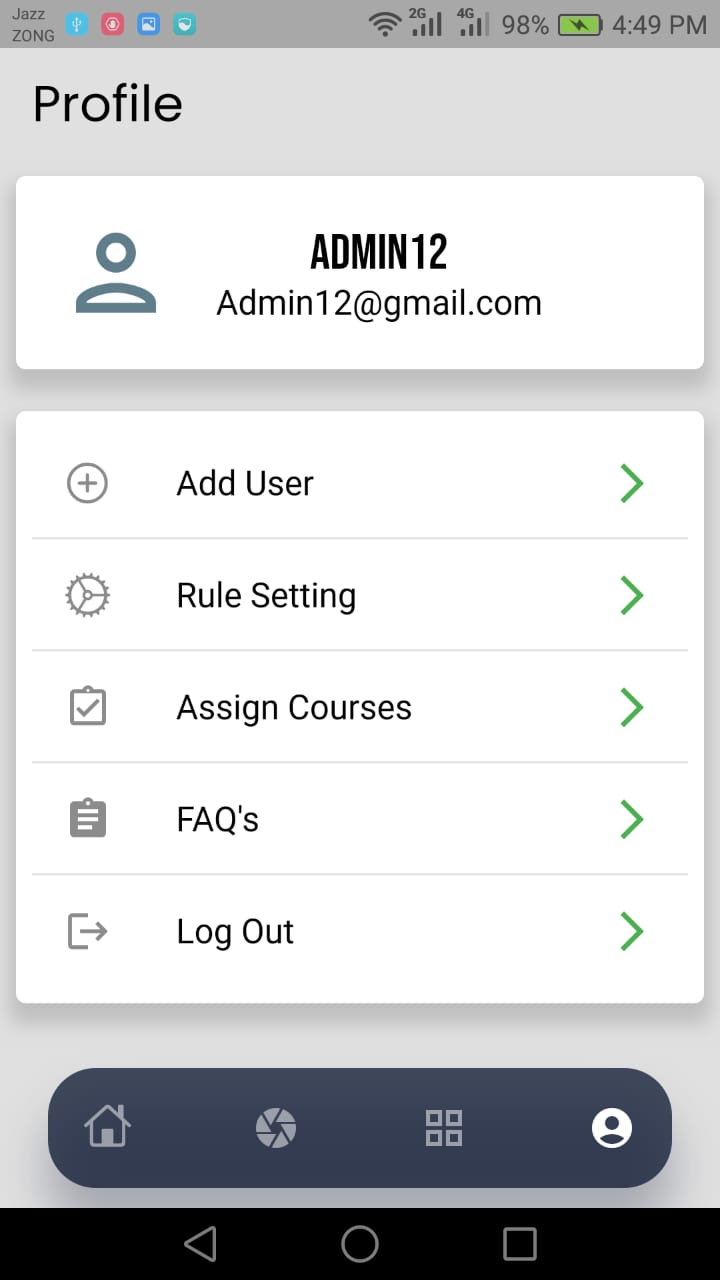 Jazz
ZONG
2G 4G 98% 4:49 PM
Profile
ADMIN12
Admin12@gmail.com
Add User
Rule Setting
Assign Courses
FAQ's
Log Out